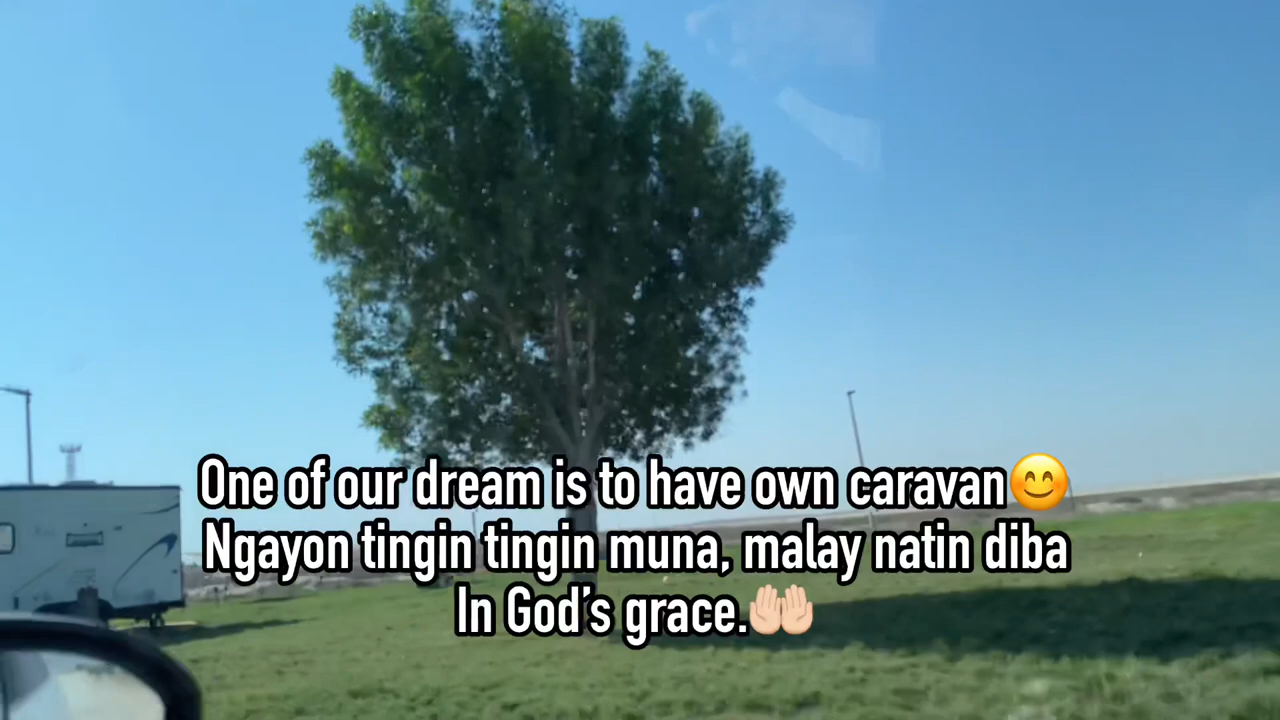 One of our dream is to have own caravan😊
Ngayon tingin tingin muna, malay natin diba
In God's grace.🤲🏻